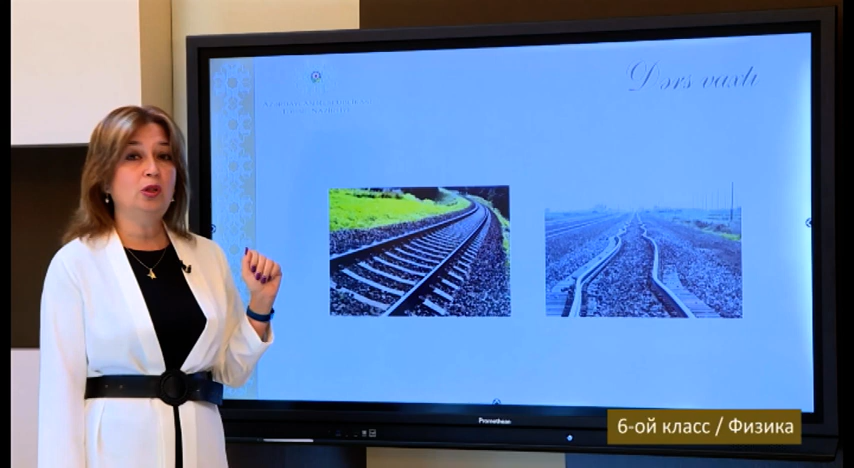 Dərs vaxtı
Promethean
6-ой класс / Физика